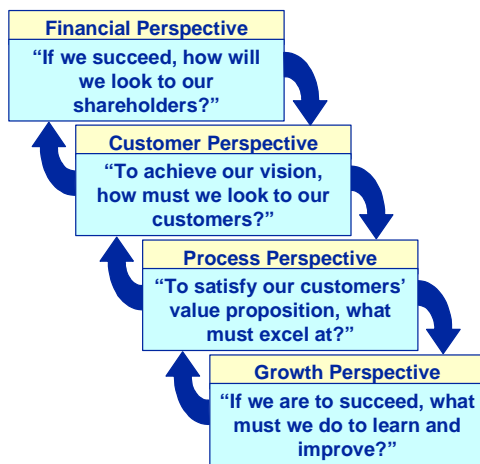 Financial Perspective
“If we succeed, how will
we look to our
shareholders?”
Customer Perspective
“To achieve our vision,
how must we look to our
customers?”
Process Perspective
“To satisfy our customers’
value proposition, what
must excel at?”
Growth Perspective
“If we are to succeed, what
must we do to learn and
improve?”